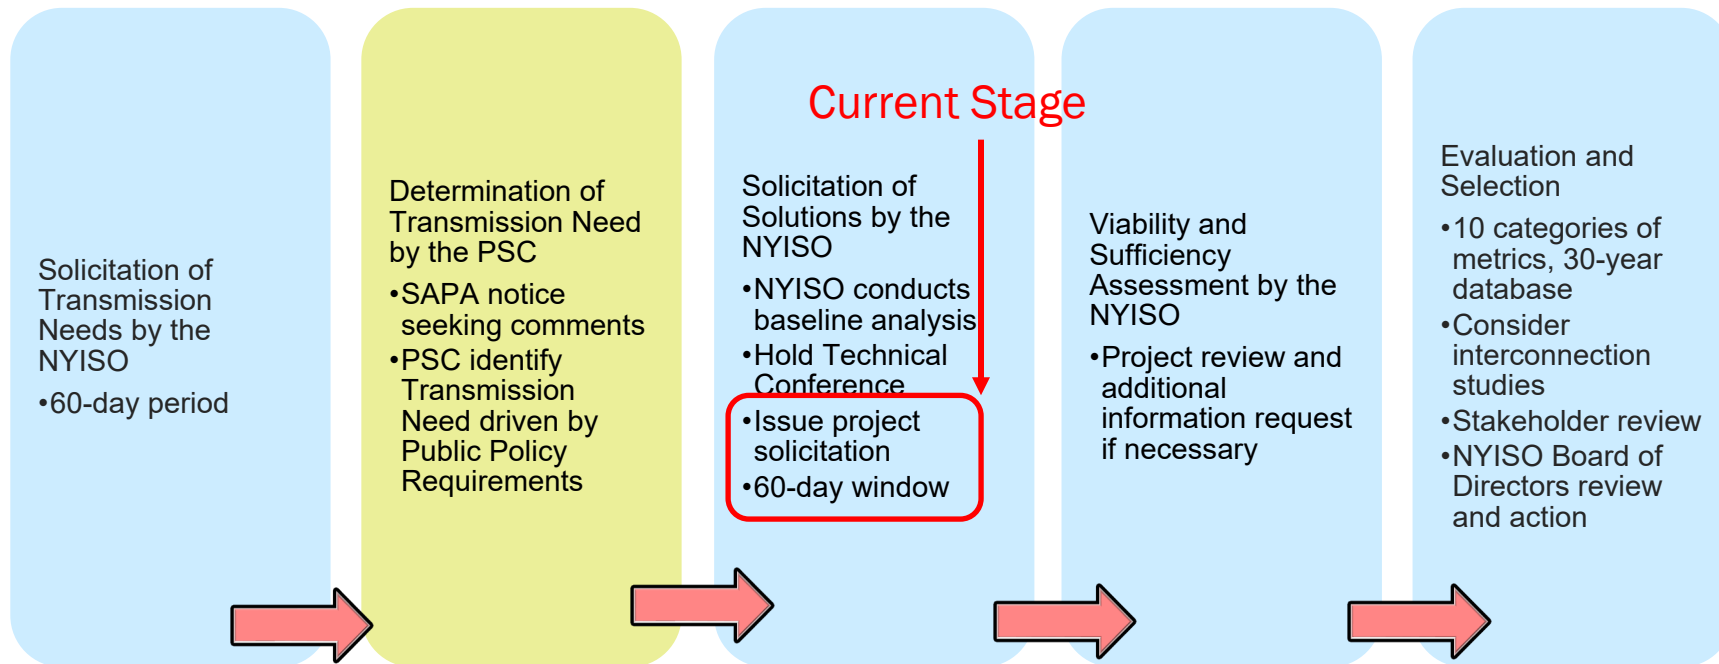 Current Stage
Solicitation of
Transmission
Needs by the
NYISO
•60-day period
Determination of
Transmission Need
by the PSC
•SAPA notice
seeking comments
•PSC identify
Transmission
Need driven by
Public Policy
Requirements
Solicitation of
Solutions by the
NYISO
•NYISO conducts
baseline analysis
•Hold Technical
Conference
•Issue project
solicitation
•60-day window
Viability and
Sufficiency
Assessment by the
NYISO
•Project review and
additional
information request
if necessary
Evaluation and
Selection
•10 categories of
metrics, 30-year
database
•Consider
interconnection
studies
•Stakeholder review
•NYISO Board of
Directors review
and action